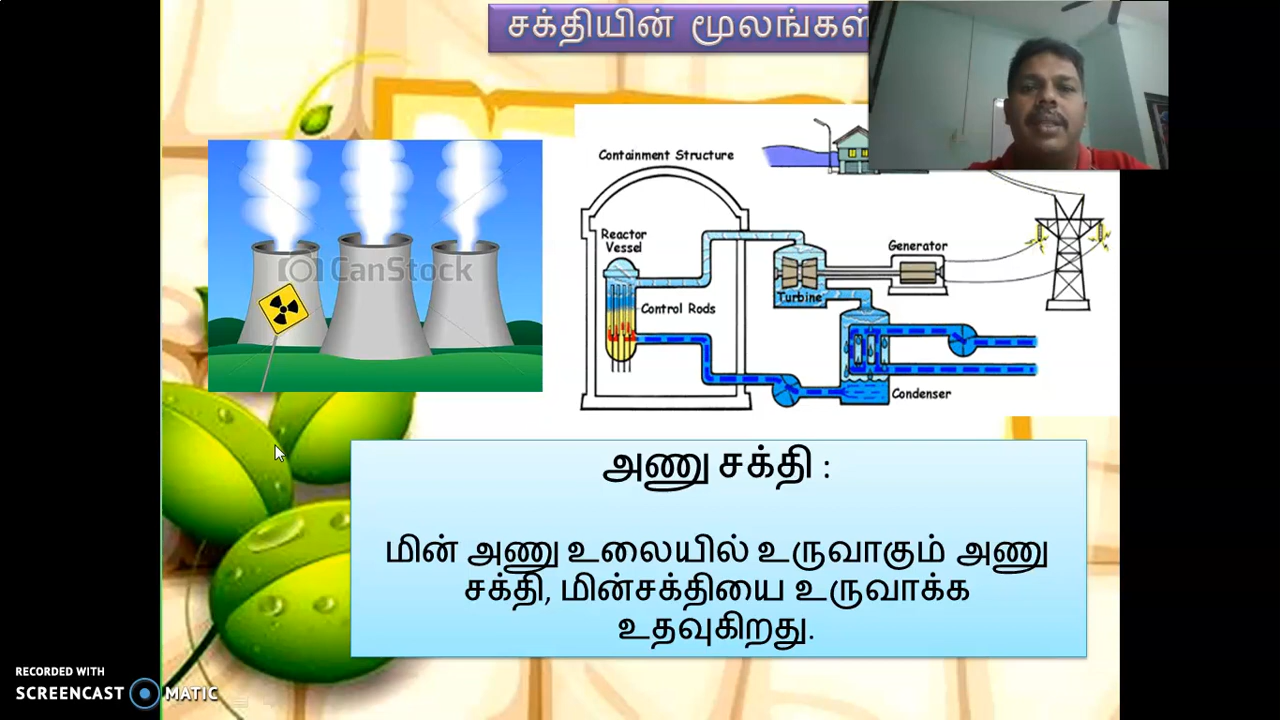 சக்தியின் மூலங்கள்
Containment Structure
Reactor
Vessel
Generator
Control Rods
Turbine
Condenser
CanStock
அணு சக்தி :
மின் அணு உலையில் உருவாகும் அணு
சக்தி, மின்சக்தியை உருவாக்க
உதவுகிறது.
RECORDED WITH
SCREENCAST MATIC